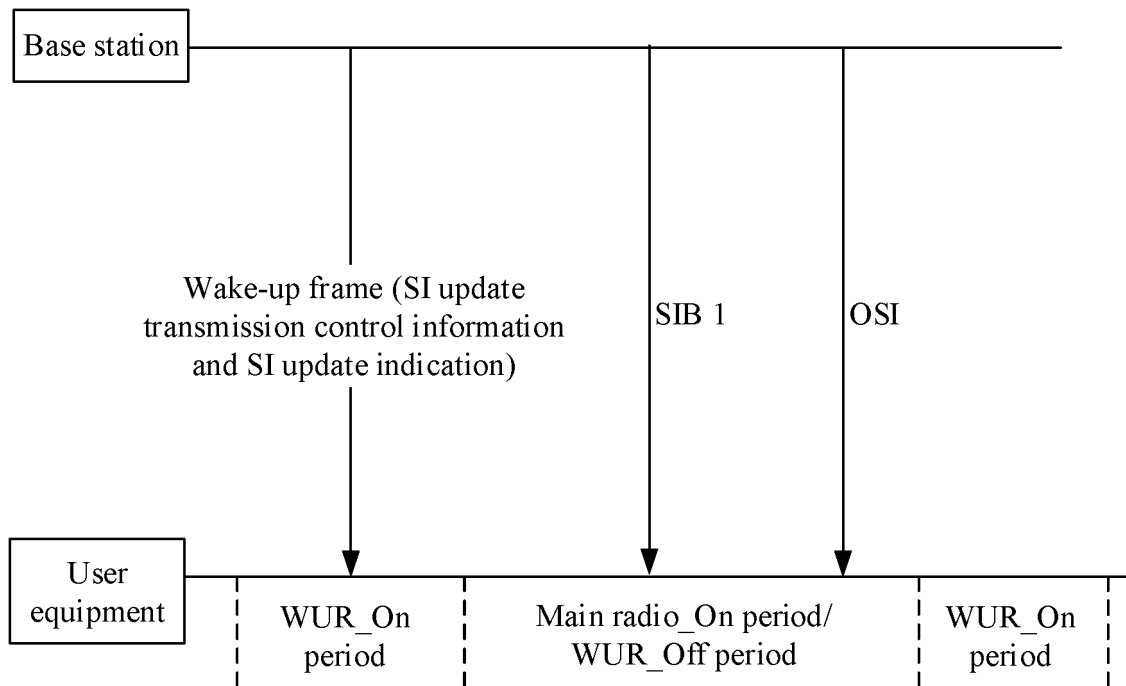 Base station
Wake-up frame (SI update
transmission control information
and SI update indication)
SIB 1
OSI
User
equipment
WUR_On
period
Main radio_On period/
WUR_Off period
WUR_On
period